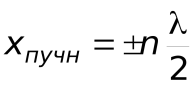 x_пучн = ±n λ/2